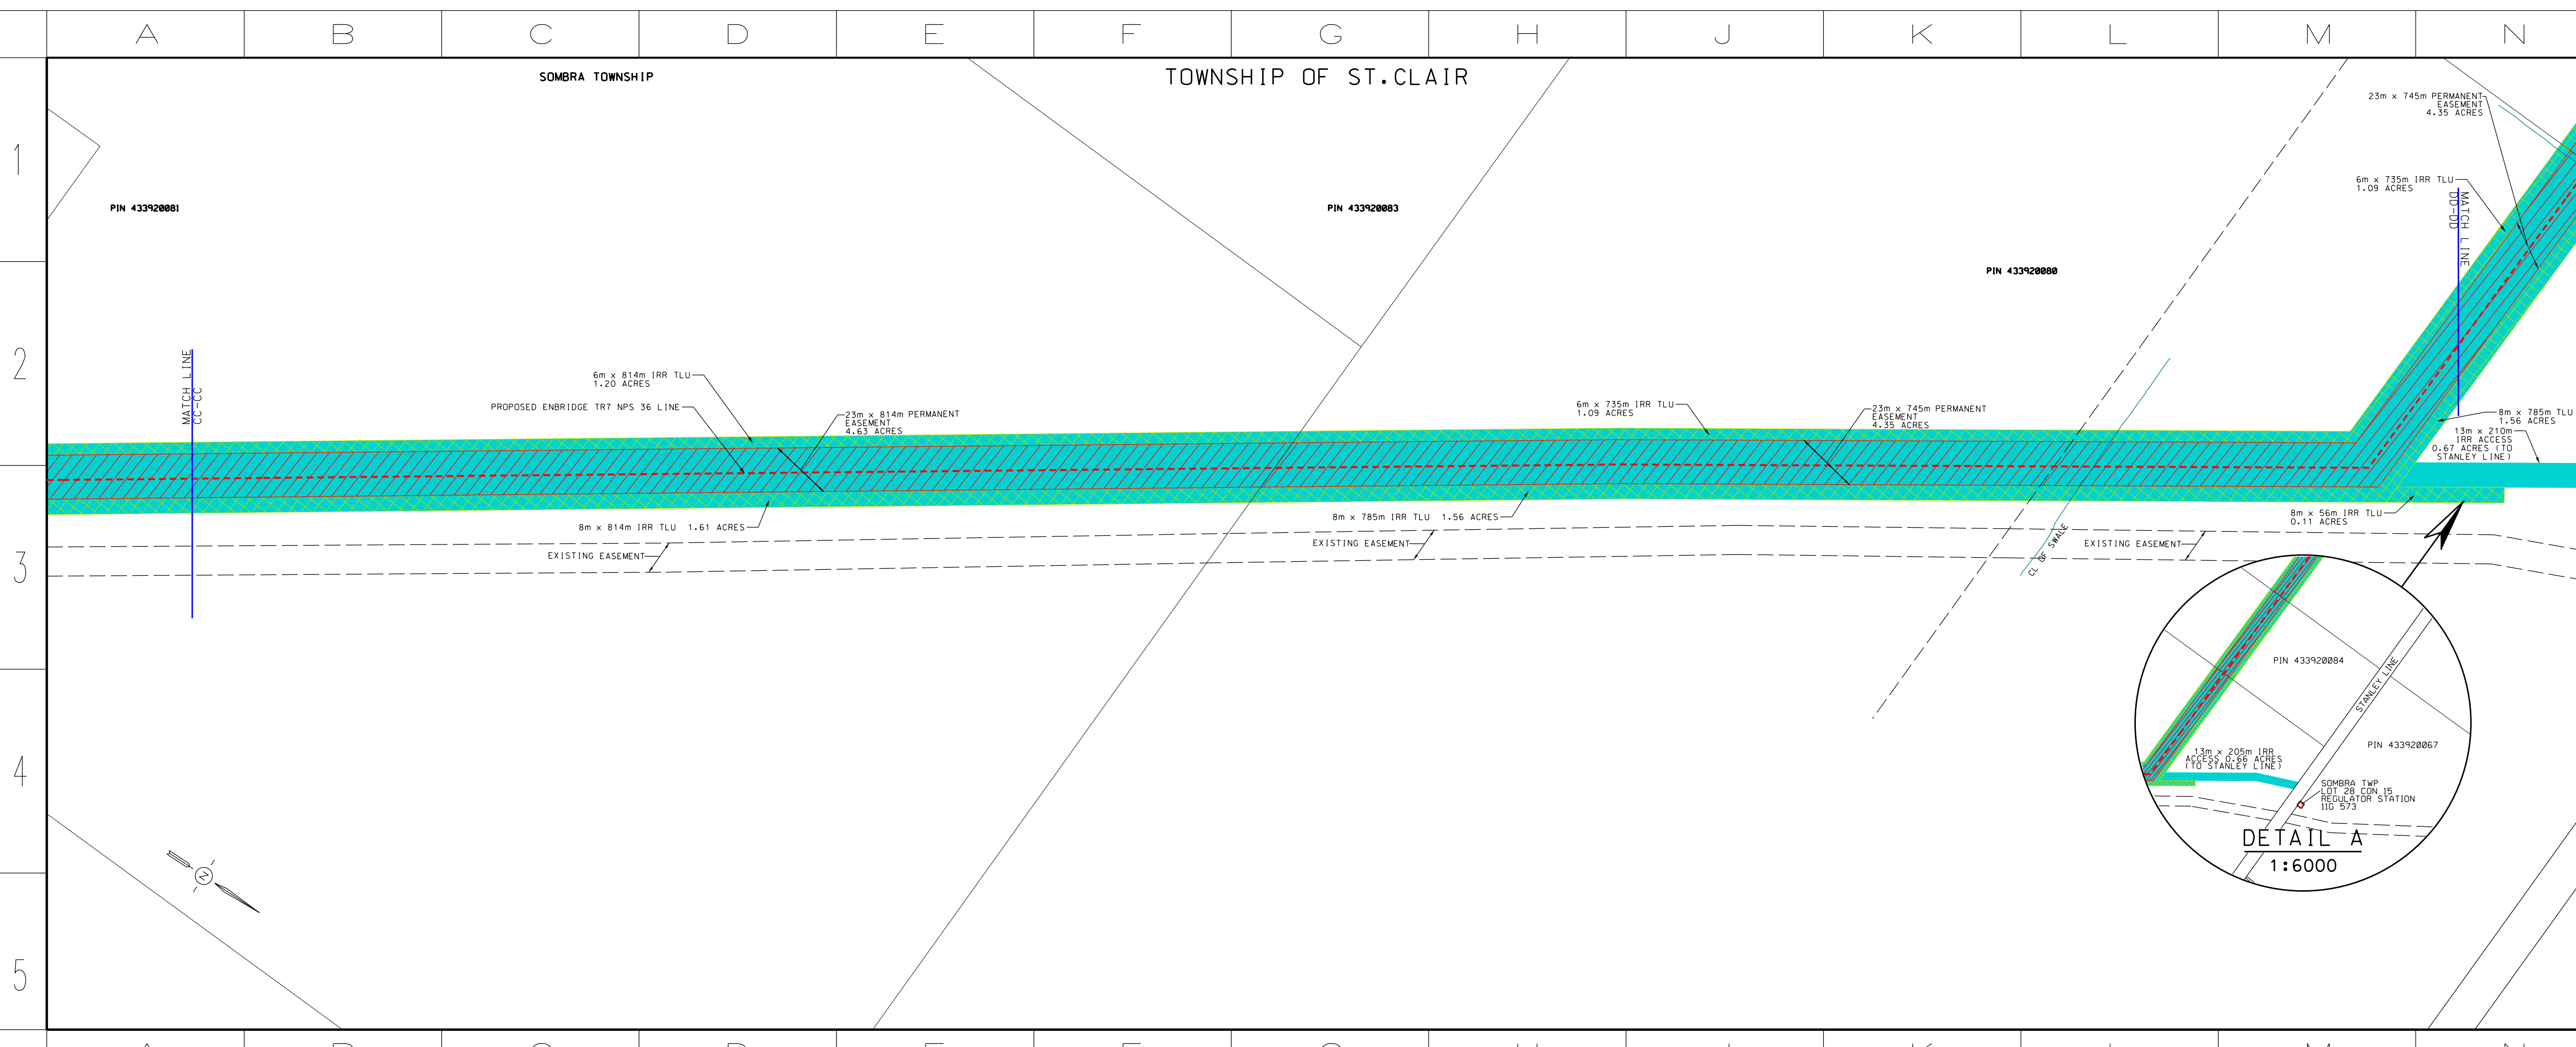 A B C D E F G H J K L M N
SOMBRA TOWNSHIP
TOWNSHIP OF ST.CLAIR
1
23m x 745m PERMANENT
EASEMENT
4.35 ACRES
6m x 735m IRR TLU
1.09 ACRES
MATCH LINE
DD-DD
PIN 433920081
PIN 433920083
PIN 433920080
2
MATCH LINE
CC-CC
6m x 814m IRR TLU
1.20 ACRES
PROPOSED ENBRIDGE TR7 NPS 36 LINE
23m x 814m PERMANENT
EASEMENT
4.63 ACRES
6m x 735m IRR TLU
1.09 ACRES
23m x 745m PERMANENT
EASEMENT
4.35 ACRES
8m x 785m TLU
1.56 ACRES
13m x 210m
IRR ACCESS
0.67 ACRES (TO
STANLEY LINE)
8m x 814m IRR TLU 1.61 ACRES
8m x 785m IRR TLU 1.56 ACRES
8m x 56m IRR TLU
0.11 ACRES
3
EXISTING EASEMENT
EXISTING EASEMENT
CL OF SWALE
EXISTING EASEMENT
PIN 433920084
STANLEY LINE
PIN 433920067
4
13m x 205m IRR
ACCESS 0.66 ACRES
(TO STANLEY LINE)
SOMBRA TWP
LOT 28 CON 15
REGULATOR STATION
11G 573
DETAIL A
1:6000
Z
5